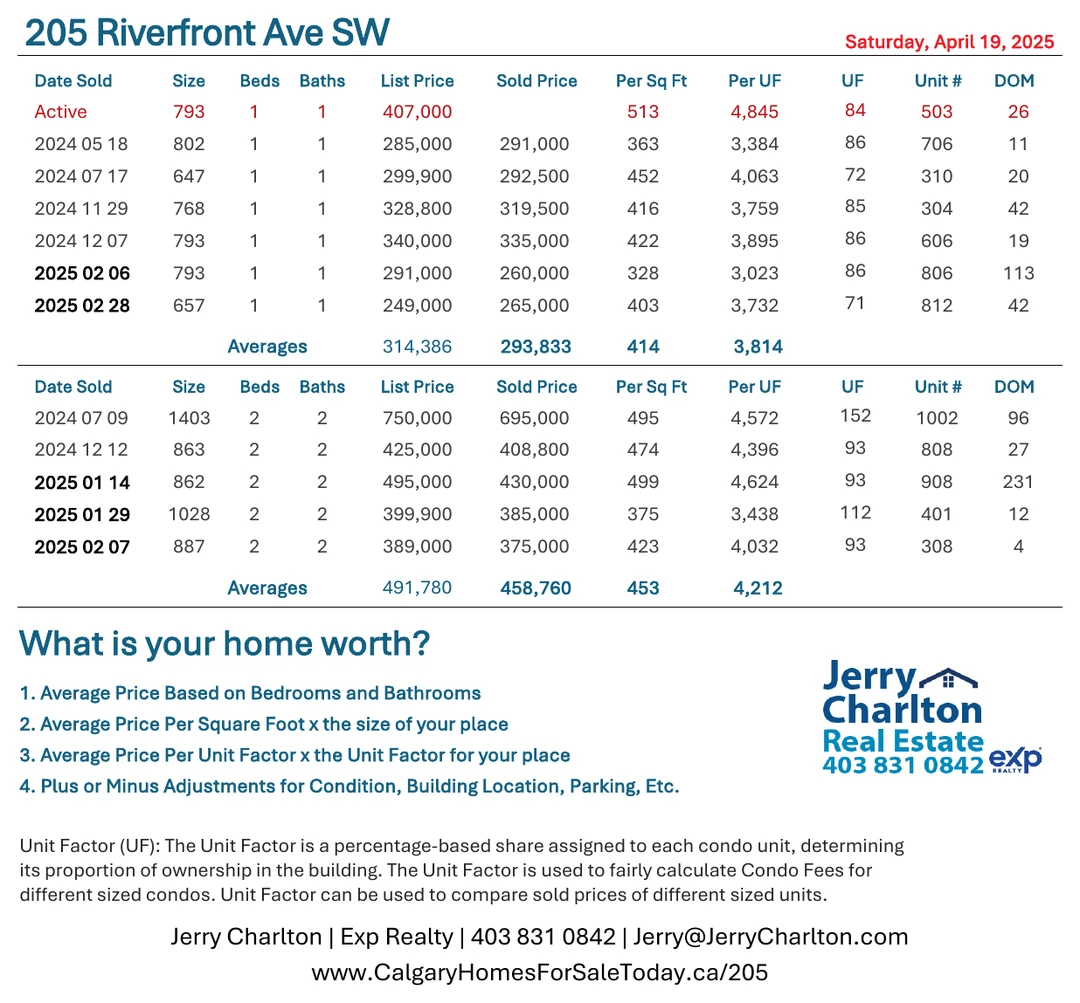 205 Riverfront Ave SW
Saturday, April 19, 2025
Date Sold Size Beds Baths List Price Sold Price Per Sq Ft Per UF UF Unit # DOM
Active 793 1 1 407,000 513 4,845 84 503 26
2024 05 18 802 1 1 285,000 291,000 363 3,384 86 706 11
2024 07 17 647 1 1 299,900 292,500 452 4,063 72 310 20
2024 11 29 768 1 1 328,800 319,500 416 3,759 85 304 42
2024 12 07 793 1 1 340,000 335,000 422 3,895 86 606 19
2025 02 06 793 1 1 291,000 260,000 328 3,023 86 806 113
2025 02 28 657 1 1 249,000 265,000 403 3,732 71 812 42
Averages 314,386 293,833 414 3,814
Date Sold Size Beds Baths List Price Sold Price Per Sq Ft Per UF UF Unit # DOM
2024 07 09 1403 2 2 750,000 695,000 495 4,572 152 1002 96
2024 12 12 863 2 2 425,000 408,800 474 4,396 93 808 27
2025 01 14 862 2 2 495,000 430,000 499 4,624 93 908 231
2025 01 29 1028 2 2 399,900 385,000 375 3,438 112 401 12
2025 02 07 887 2 2 389,000 375,000 423 4,032 93 308 4
Averages 491,780 458,760 453 4,212
What is your home worth?
1. Average Price Based on Bedrooms and Bathrooms
2. Average Price Per Square Foot x the size of your place
3. Average Price Per Unit Factor x the Unit Factor for your place
4. Plus or Minus Adjustments for Condition, Building Location, Parking, Etc.
Jerry
Charlton
Real Estate
403 831 0842
exp
REALTY
Unit Factor (UF): The Unit Factor is a percentage-based share assigned to each condo unit, determining
its proportion of ownership in the building. The Unit Factor is used to fairly calculate Condo Fees for
different sized condos. Unit Factor can be used to compare sold prices of different sized units.
Jerry Charlton | Exp Realty | 403 831 0842 | Jerry@JerryCharlton.com
www.CalgaryHomesForSaleToday.ca/205